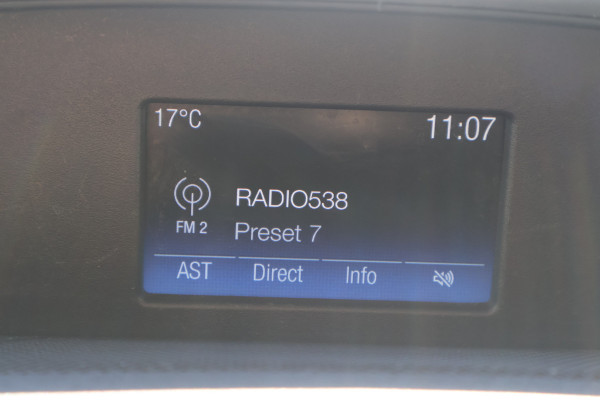 17°C 11:07
RADIO538
FM 2
Preset 7
AST Direct Info